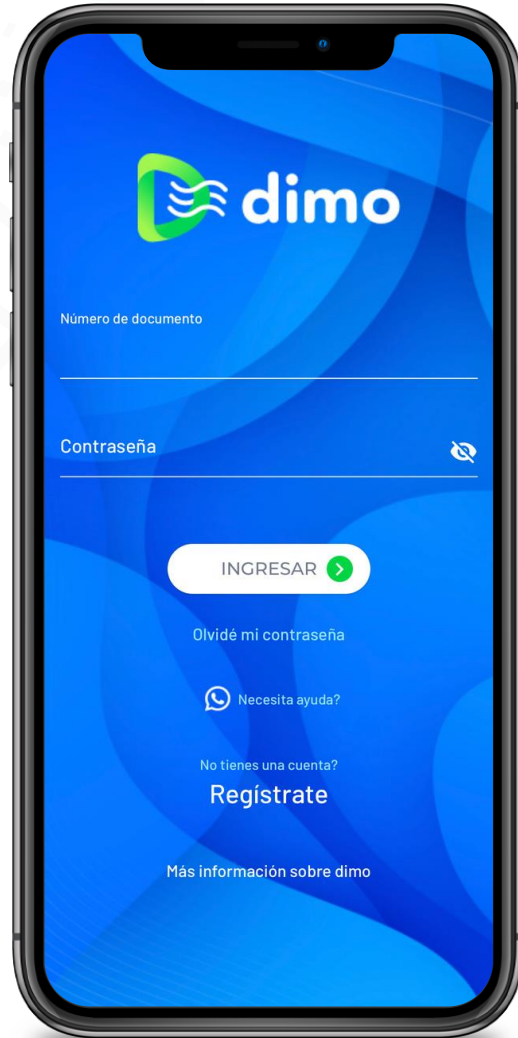 dimo
Número de documento
Contraseña
INGRESAR
Olvidé mi contraseña
Necesita ayuda?
No tienes una cuenta?
Regístrate
Más información sobre dimo